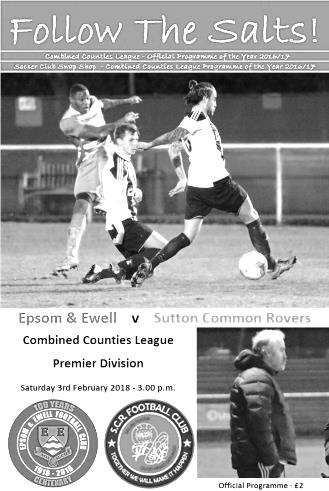 Follow The Salts!
Combined Counties League - Official Programme of the Year 2016/17
Soccer Club Swap Shop - Combined Counties League Programme of the Year 2016/17
Epsom & Ewell v Sutton Common Rovers
Combined Counties League
Premier Division
Saturday 3rd February 2018 - 3.00 p.m.
100 YEARS
EPSOM & EWELL FOOTBALL CLUB
E E
1918 - 2018
CENTENARY
S.C.R. FOOTBALL CLUB
TOGETHER WE WILL MAKE IT HAPPEN
Official Programme - £2